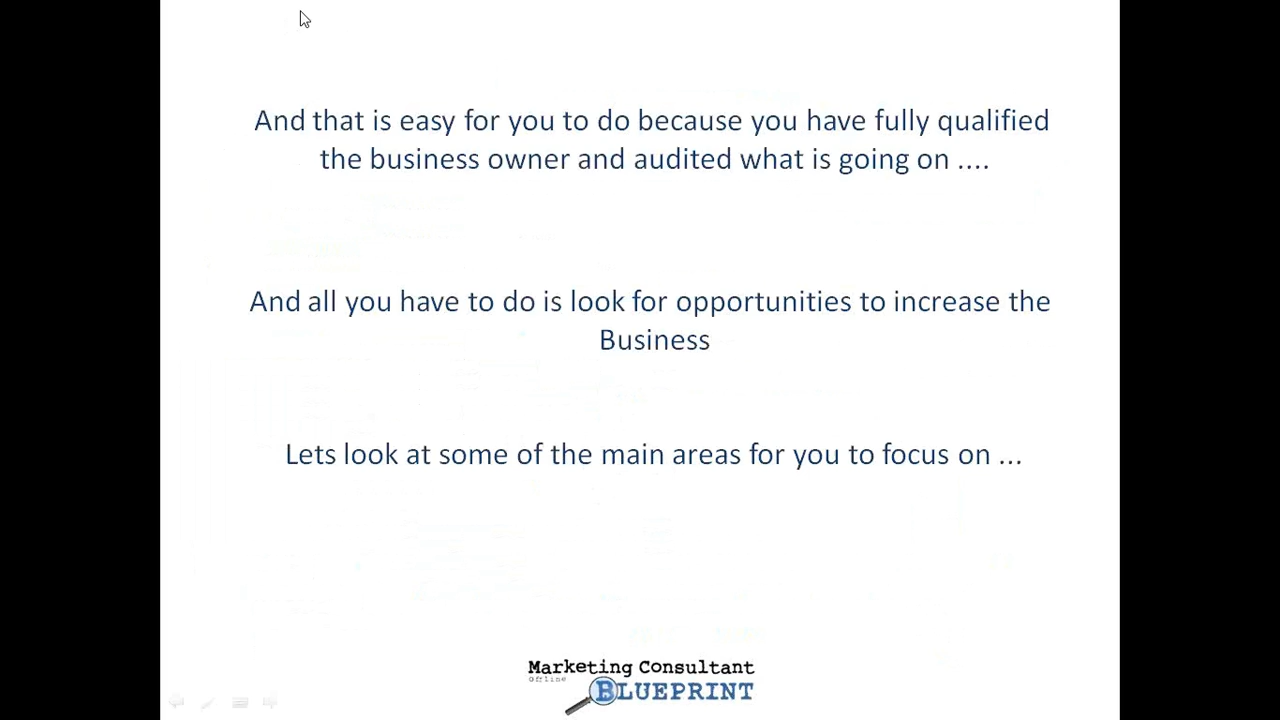 And that is easy for you to do because you have fully qualified
the business owner and audited what is going on ....
And all you have to do is look for opportunities to increase the
Business
Lets look at some of the main areas for you to focus on ...
Marketing Consultant
Offline
BLUEPRINT